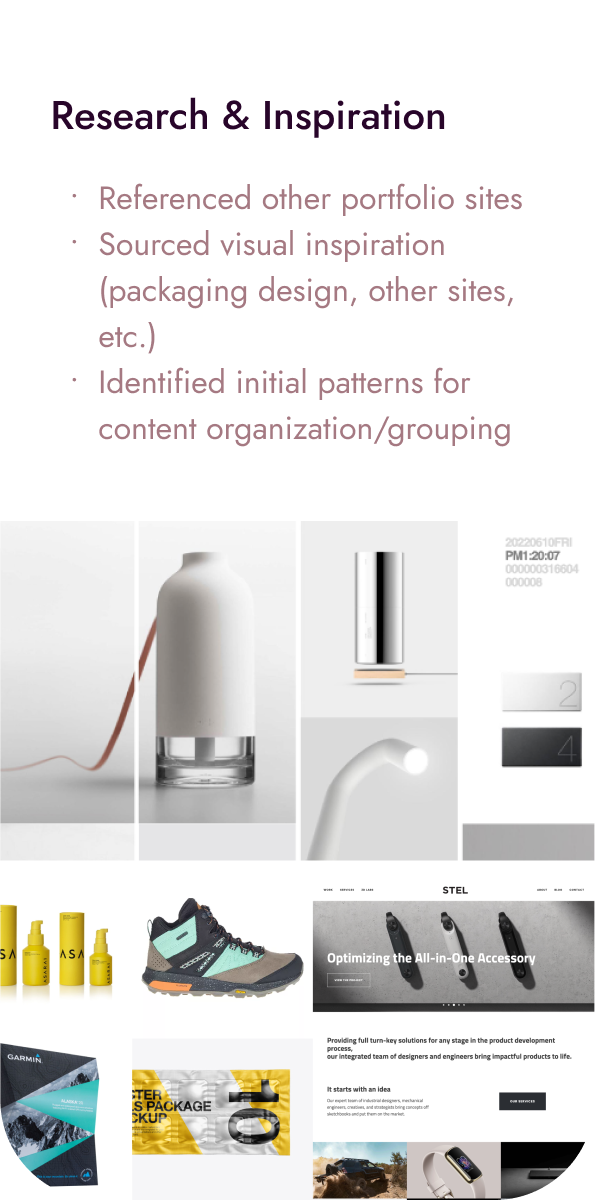 Research & Inspiration
· Referenced other portfolio sites
· Sourced visual inspiration
(packaging design, other sites,
etc.)
· Identified initial patterns for
content organization/grouping
20220610FRI
PM1:20:07
000000316604
000008
2
4
WORK SERVICES 3D LABS STEL ABOUT BLOG CONTACT
SA
ASARAI
ASA
ASARAI
Optimizing the All-in-One Accessory
VIEW THE PROJECT
Providing full turn-key solutions for any stage in the product development
process,
our integrated team of designers and engineers bring impactful products to life.
GARMIN
STER
S PACKAGE
CKUP
10
It starts with an idea
Our expert team of industrial designers, mechanical
engineers, creatives, and strategists bring concepts off
sketchbooks and put them on the market.
OUR SERVICES